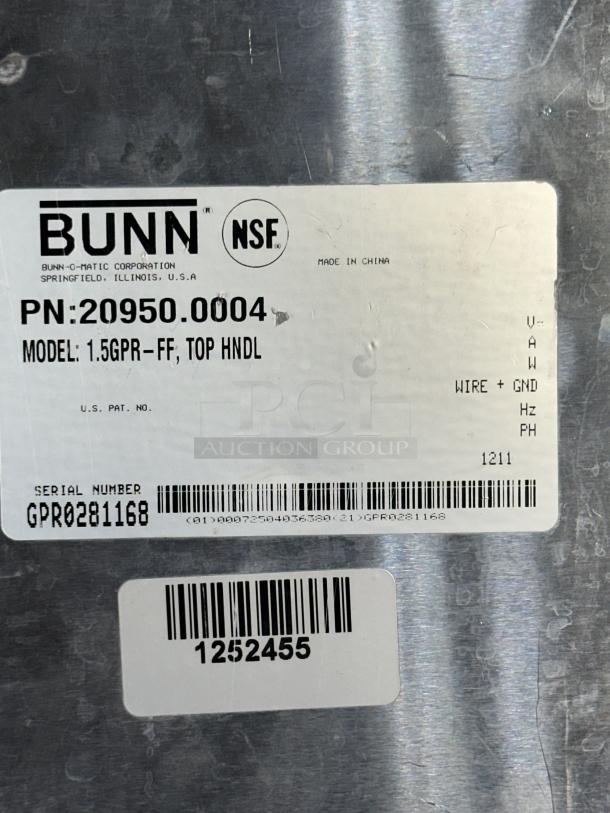 BUNN®
NSF®
BUNN-O-MATIC CORPORATION
SPRINGFIELD, ILLINOIS, U.S.A
MADE IN CHINA
PN:20950.0004
MODEL: 1.5GPR-FF, TOP HNDL
V~
A
W
WIRE + GND
Hz
PH
U.S. PAT. NO.
PCI
AUCTION GROUP
1211
SERIAL NUMBER
GPR0281168
(01)00072504036380(21)GPR0281168
1252455